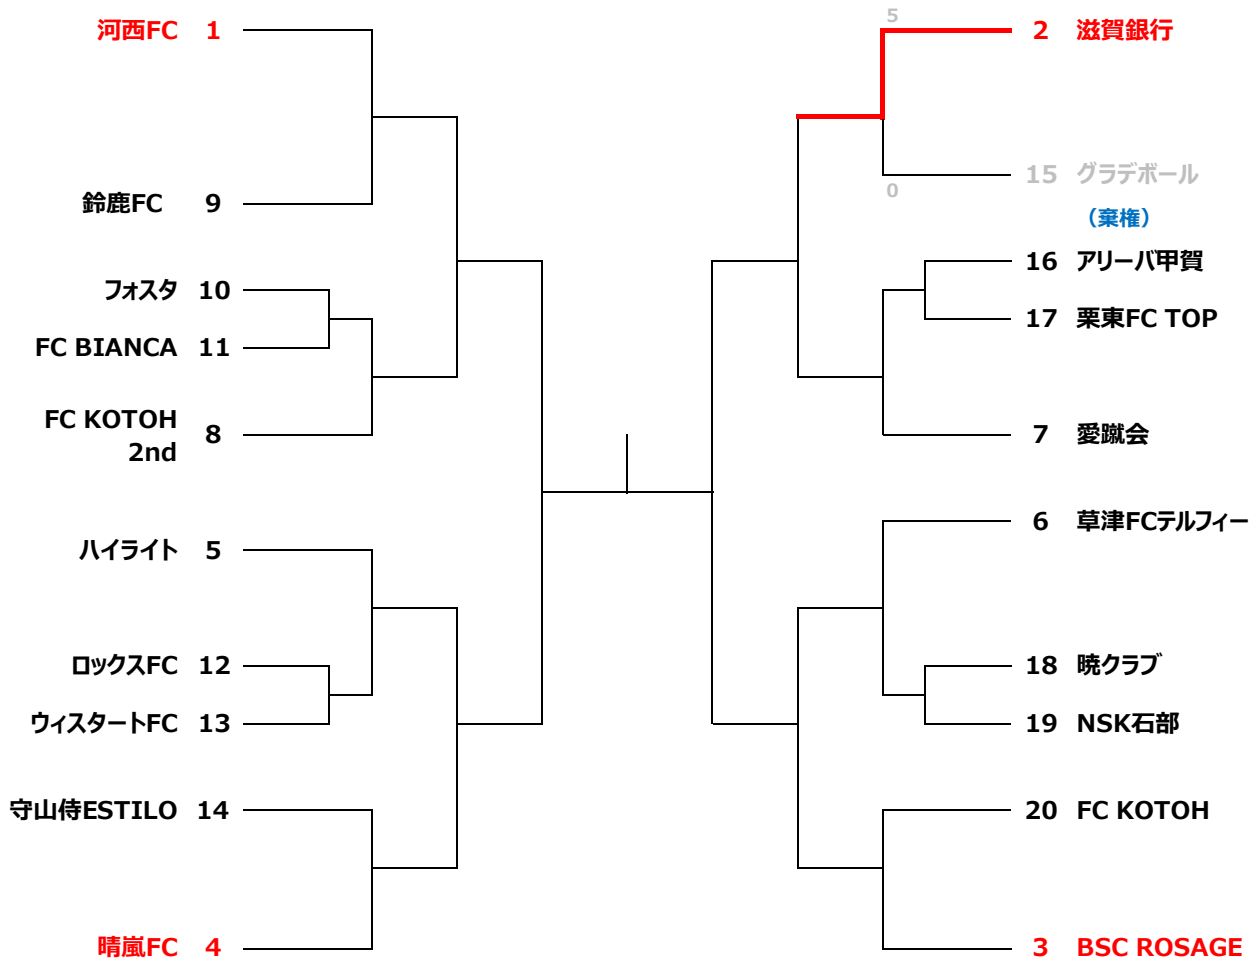 河西FC 1
鈴鹿FC 9
フォスタ 10
FC BIANCA 11
FC KOTOH
2nd
8
ハイライト 5
ロックスFC 12
ウィスタートFC 13
守山侍ESTILO 14
晴嵐FC 4
5
2 滋賀銀行
15 グラデボール
0
（棄権）
16 アリーバ甲賀
17 栗東FC TOP
7 愛蹴会
6 草津FCテルフィー
18 暁クラブ
19 NSK石部
20 FC KOTOH
3 BSC ROSAGE